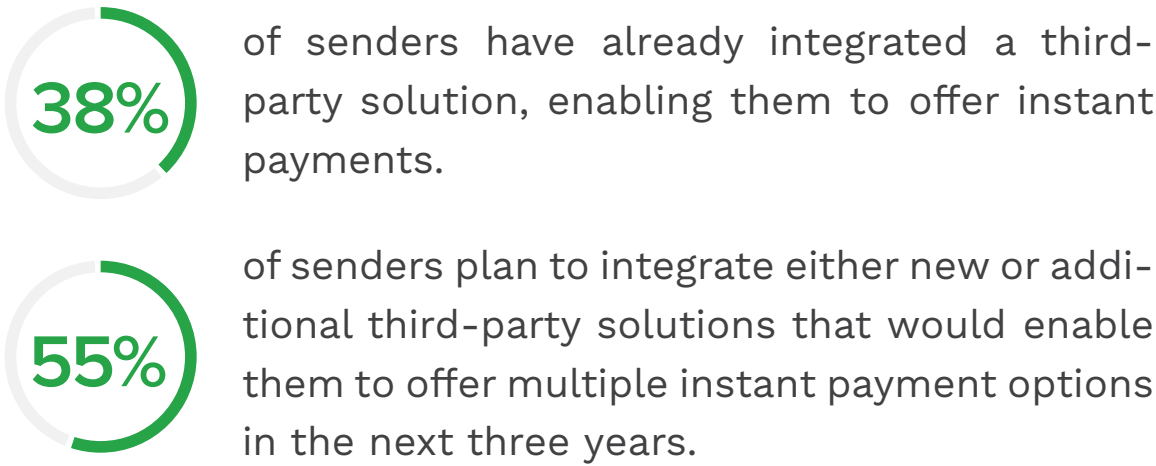 38%
of senders have already integrated a third-
party solution, enabling them to offer instant
payments.
55%
of senders plan to integrate either new or addi-
tional third-party solutions that would enable
them to offer multiple instant payment options
in the next three years.